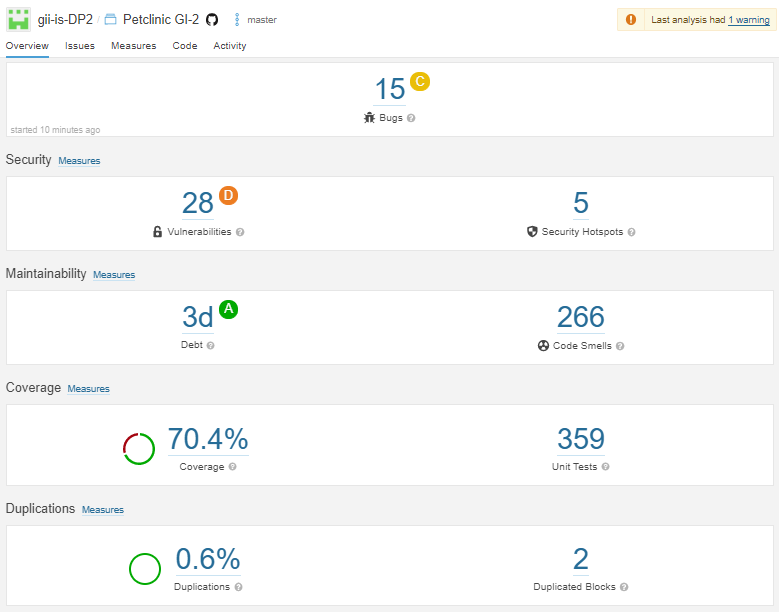 gii-is-DP2 / Petclinic GI-2 master
Last analysis had 1 warning
Overview Issues Measures Code Activity
15 C
Bugs ?
started 10 minutes ago
Security Measures
28 D
Vulnerabilities ?
5
Security Hotspots ?
Maintainability Measures
3d A
Debt ?
266
Code Smells ?
Coverage Measures
70.4%
Coverage ?
359
Unit Tests ?
Duplications Measures
0.6%
Duplications ?
2
Duplicated Blocks ?